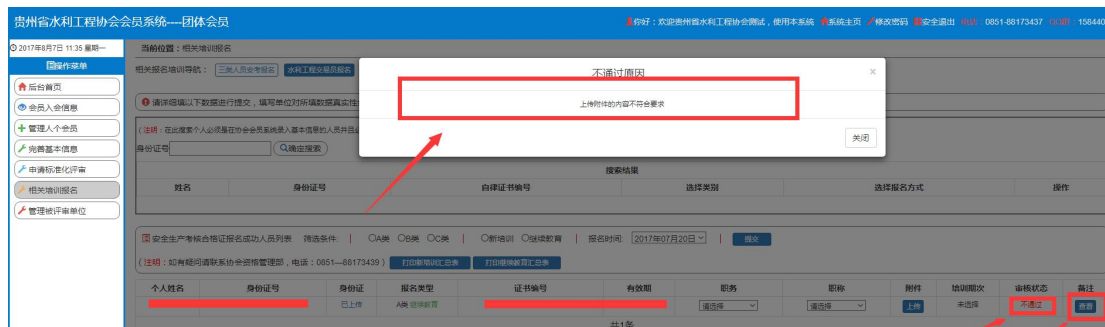 贵州省水利工程协会会员系统----团体会员
你好：欢迎贵州省水利工程协会测试，使用本系统 系统主页 修改密码 安全退出 电话：0851-88173437 QQ群：158440
2017年8月7日 11:35 星期一
当前位置：相关培训报名
操作菜单
后台首页
会员入会信息
管理人个会员
完善基本信息
申请标准化评审
相关培训报名
管理被评审单位
相关报名培训导航： 三类人员安考报名 水利工程交易员报名
请详细填以下数据进行提交，填写单位对所填数据真实性
不通过原因 ×
上传附件的内容不符合要求
关闭
（注明：在此搜索个人必须是在协会会员系统录入基本信息的人员并且必
身份证号 确定搜索
搜索结果
姓名 身份证号 自律证书编号 选择类别 选择报名方式 操作
安全生产考核合格证报名成功人员列表 筛选条件: | A类 B类 C类 | 新培训 继续教育 | 报名时间: 2017年07月20日 | 提交
（注明：如有疑问请联系协会资格管理部，电话：0851—88173439） 打印新培训汇总表 打印继续教育汇总表
个人姓名 身份证号 身份证 报名类型 证书编号 有效期 职务 职称 附件 培训期次 审核状态 备注
已上传 A类 继续教育 请选择 请选择 上传 未选择 不通过 查看
共1条